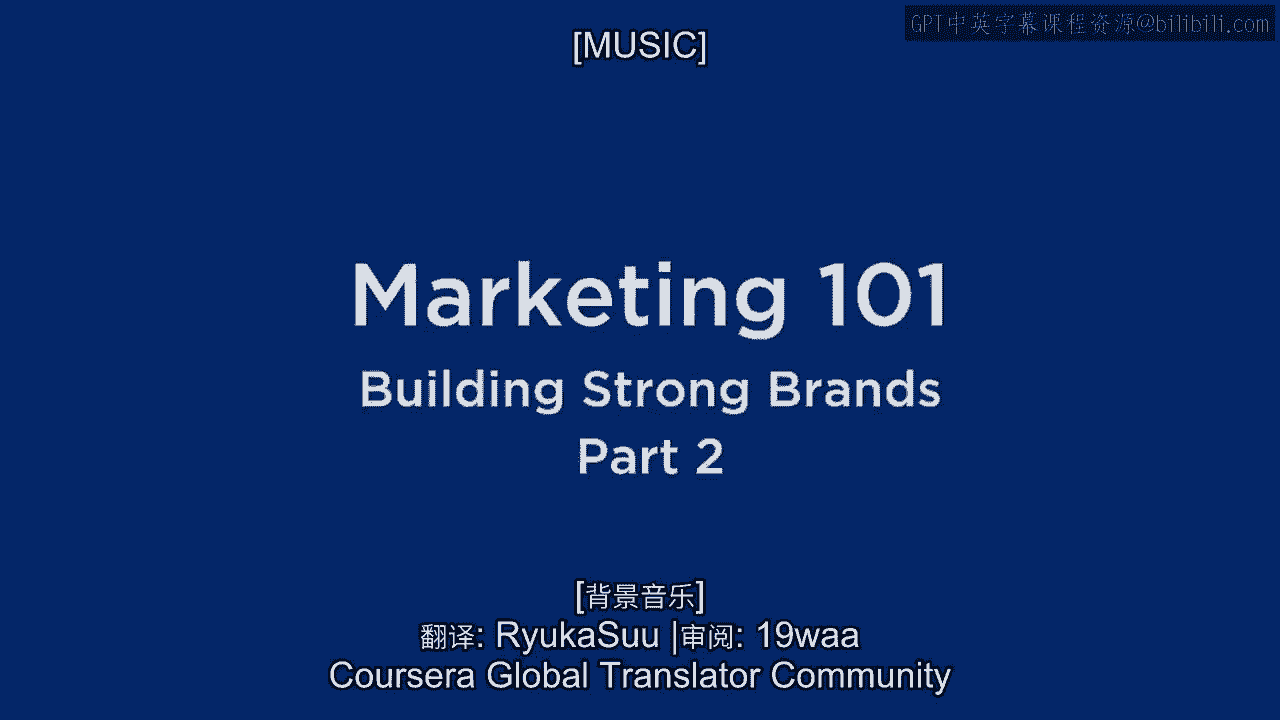 GPT中英字幕课程资源@bilibili.com
[MUSIC]
Marketing 101
Building Strong Brands
Part 2
[背景音乐]
翻译: RyukaSuu |审阅: 19waa
Coursera Global Translator Community